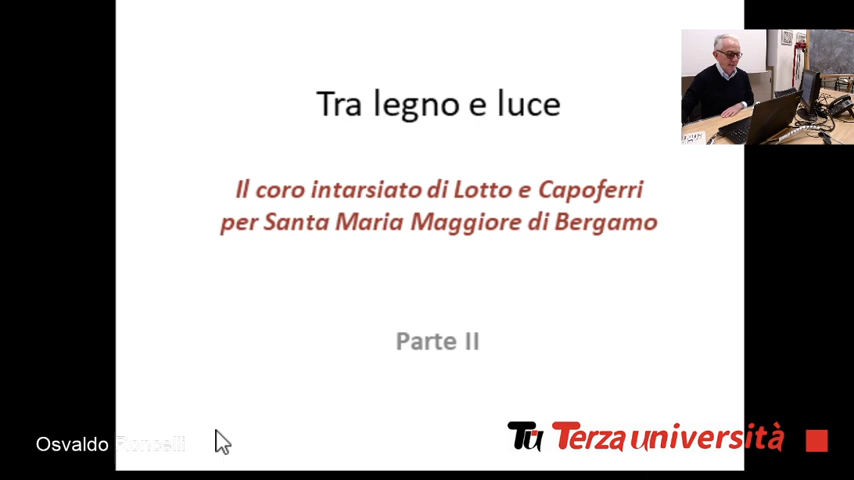 Tra legno e luce
Il coro intarsiato di Lotto e Capoferri
per Santa Maria Maggiore di Bergamo
Parte II
Osvaldo Roncelli
Tu Terza università